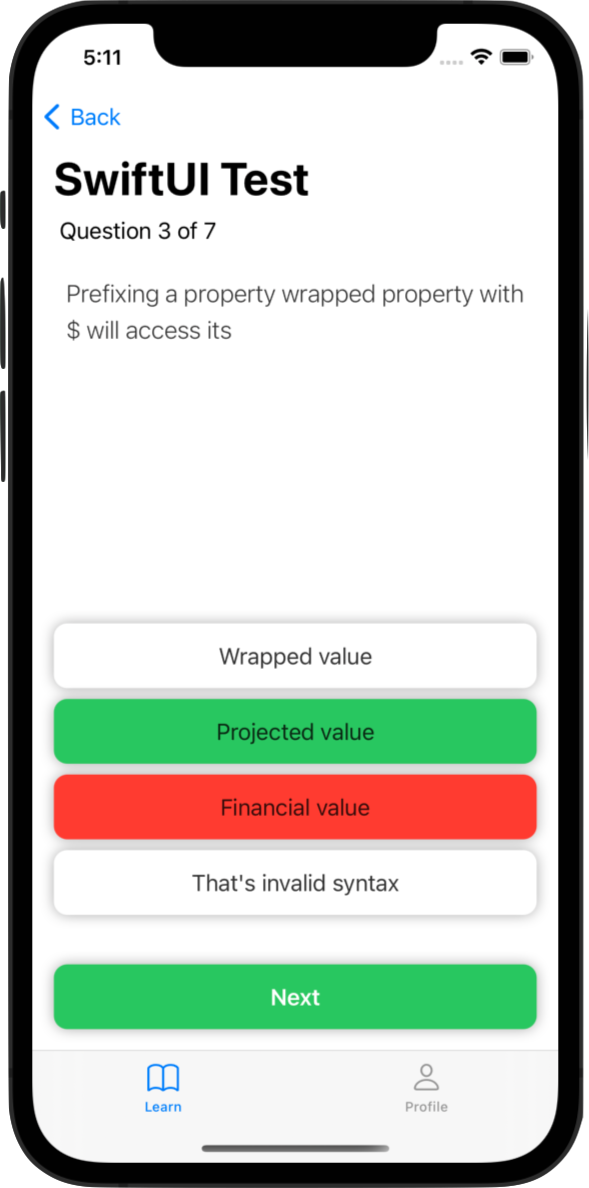 5:11
Back
SwiftUI Test
Question 3 of 7
Prefixing a property wrapped property with
$ will access its
Wrapped value
Projected value
Financial value
That's invalid syntax
Next
Learn
Profile